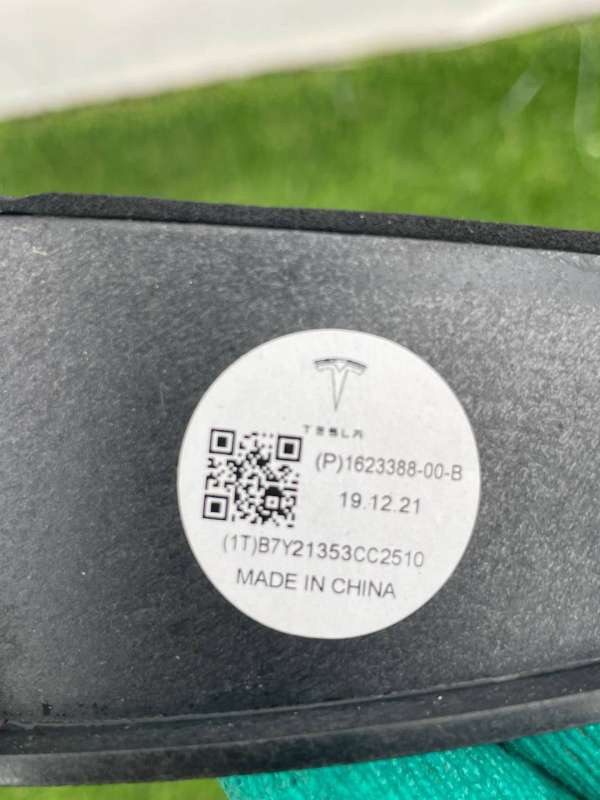 TESLA
(P)1623388-00-B
19.12.21
(1T)B7Y21353CC2510
MADE IN CHINA